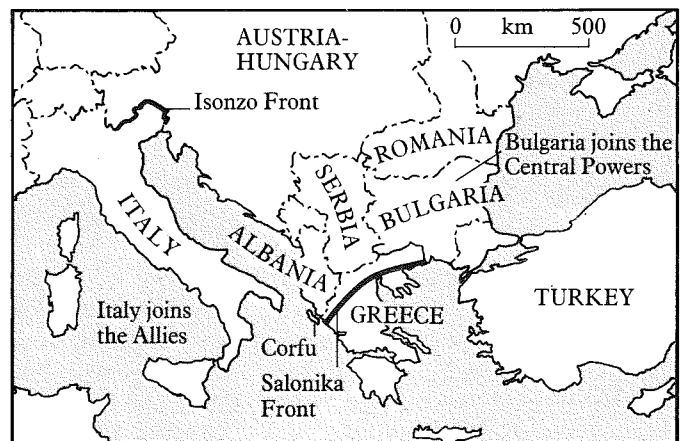 0 km 500
AUSTRIA-
HUNGARY
Isonzo Front
ROMANIA
Bulgaria joins the
Central Powers
SERBIA
BULGARIA
ITALY
ALBANIA
TURKEY
Italy joins
the Allies
GREECE
Corfu
Salonika
Front